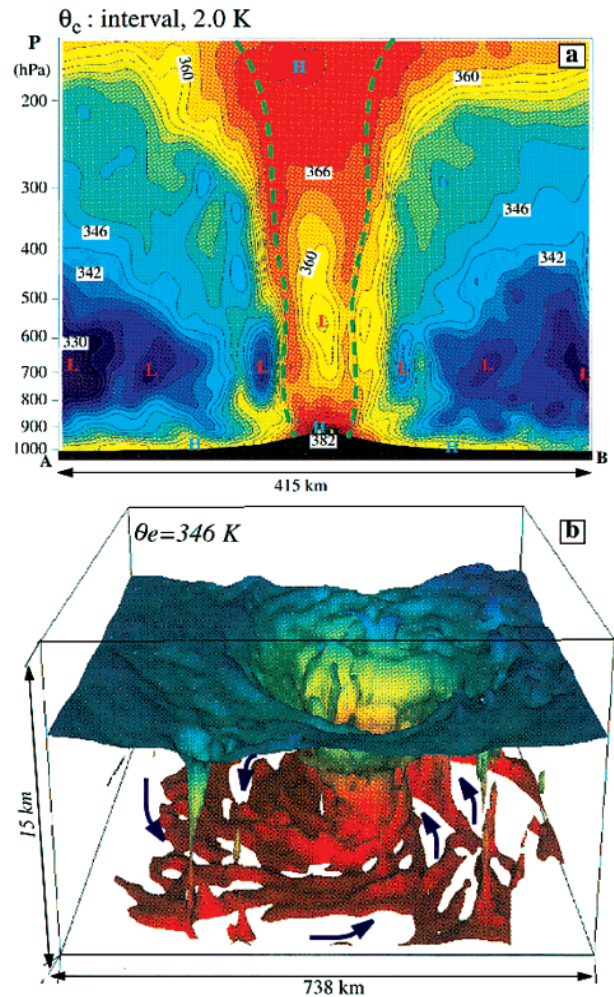 θc : interval, 2.0 K
P
(hPa)
a
360
H
360
200
366
300
346
346
400
360
342
342
500
L
600
330
L
L
L
L
L
L
700
800
900
H
H
382
H
1000
A
B
415 km
θe=346 K
b
15 km
738 km